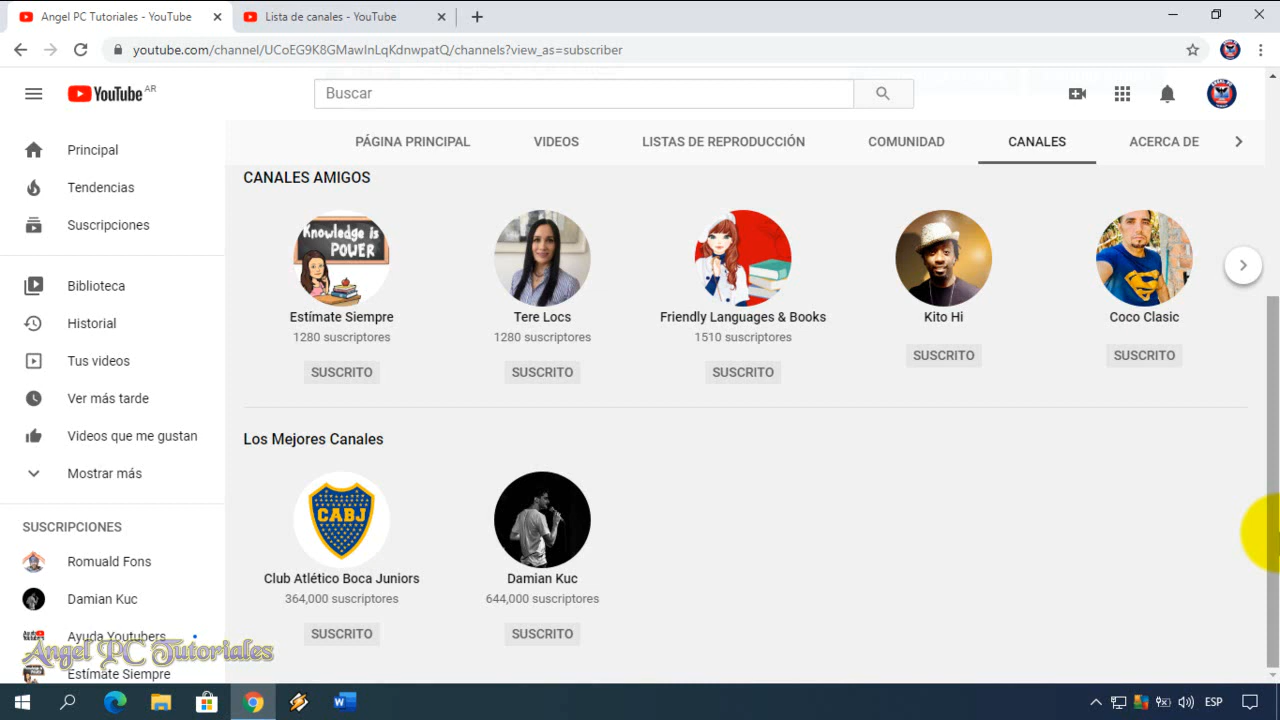 Angel PC Tutoriales - YouTube
Lista de canales - YouTube
youtube.com/channel/UCoEG9K8GMawInLqKdnwpatQ/channels?view_as=subscriber
YouTube AR
Buscar
PÁGINA PRINCIPAL VIDEOS LISTAS DE REPRODUCCIÓN COMUNIDAD CANALES ACERCA DE
Principal
Tendencias
Suscripciones
Biblioteca
Historial
Tus videos
Ver más tarde
Videos que me gustan
Mostrar más
SUSCRIPCIONES
Romuald Fons
Damian Kuc
Ayuda Youtubers
Estímate Siempre
Angel PC Tutoriales
CANALES AMIGOS
Knowledge is
POWER
Estímate Siempre
1280 suscriptores
SUSCRITO
Tere Locs
1280 suscriptores
SUSCRITO
Friendly Languages & Books
1510 suscriptores
SUSCRITO
Kito Hi
SUSCRITO
Coco Clasic
SUSCRITO
Los Mejores Canales
CABJ
Club Atlético Boca Juniors
364,000 suscriptores
SUSCRITO
Damian Kuc
644,000 suscriptores
SUSCRITO
ESP